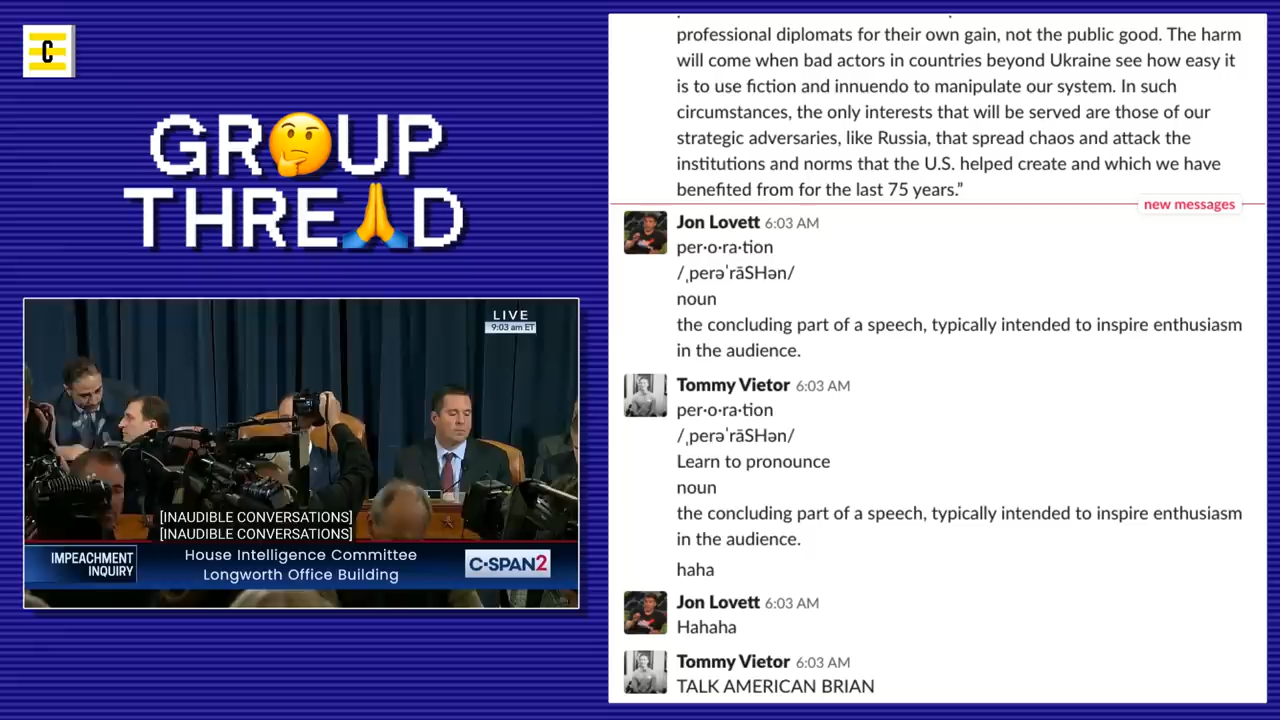 C
GR🤔UP
THRE🙏D
LIVE
9:03 am ET
[INAUDIBLE CONVERSATIONS]
[INAUDIBLE CONVERSATIONS]
IMPEACHMENT
INQUIRY
House Intelligence Committee
Longworth Office Building
C-SPAN2
professional diplomats for their own gain, not the public good. The harm
will come when bad actors in countries beyond Ukraine see how easy it
is to use fiction and innuendo to manipulate our system. In such
circumstances, the only interests that will be served are those of our
strategic adversaries, like Russia, that spread chaos and attack the
institutions and norms that the U.S. helped create and which we have
benefited from for the last 75 years.”
new messages
Jon Lovett 6:03 AM
per·o·ra·tion
/ˌperəˈrāSHən/
noun
the concluding part of a speech, typically intended to inspire enthusiasm
in the audience.
Tommy Vietor 6:03 AM
per·o·ra·tion
/ˌperəˈrāSHən/
Learn to pronounce
noun
the concluding part of a speech, typically intended to inspire enthusiasm
in the audience.
haha
Jon Lovett 6:03 AM
Hahaha
Tommy Vietor 6:03 AM
TALK AMERICAN BRIAN